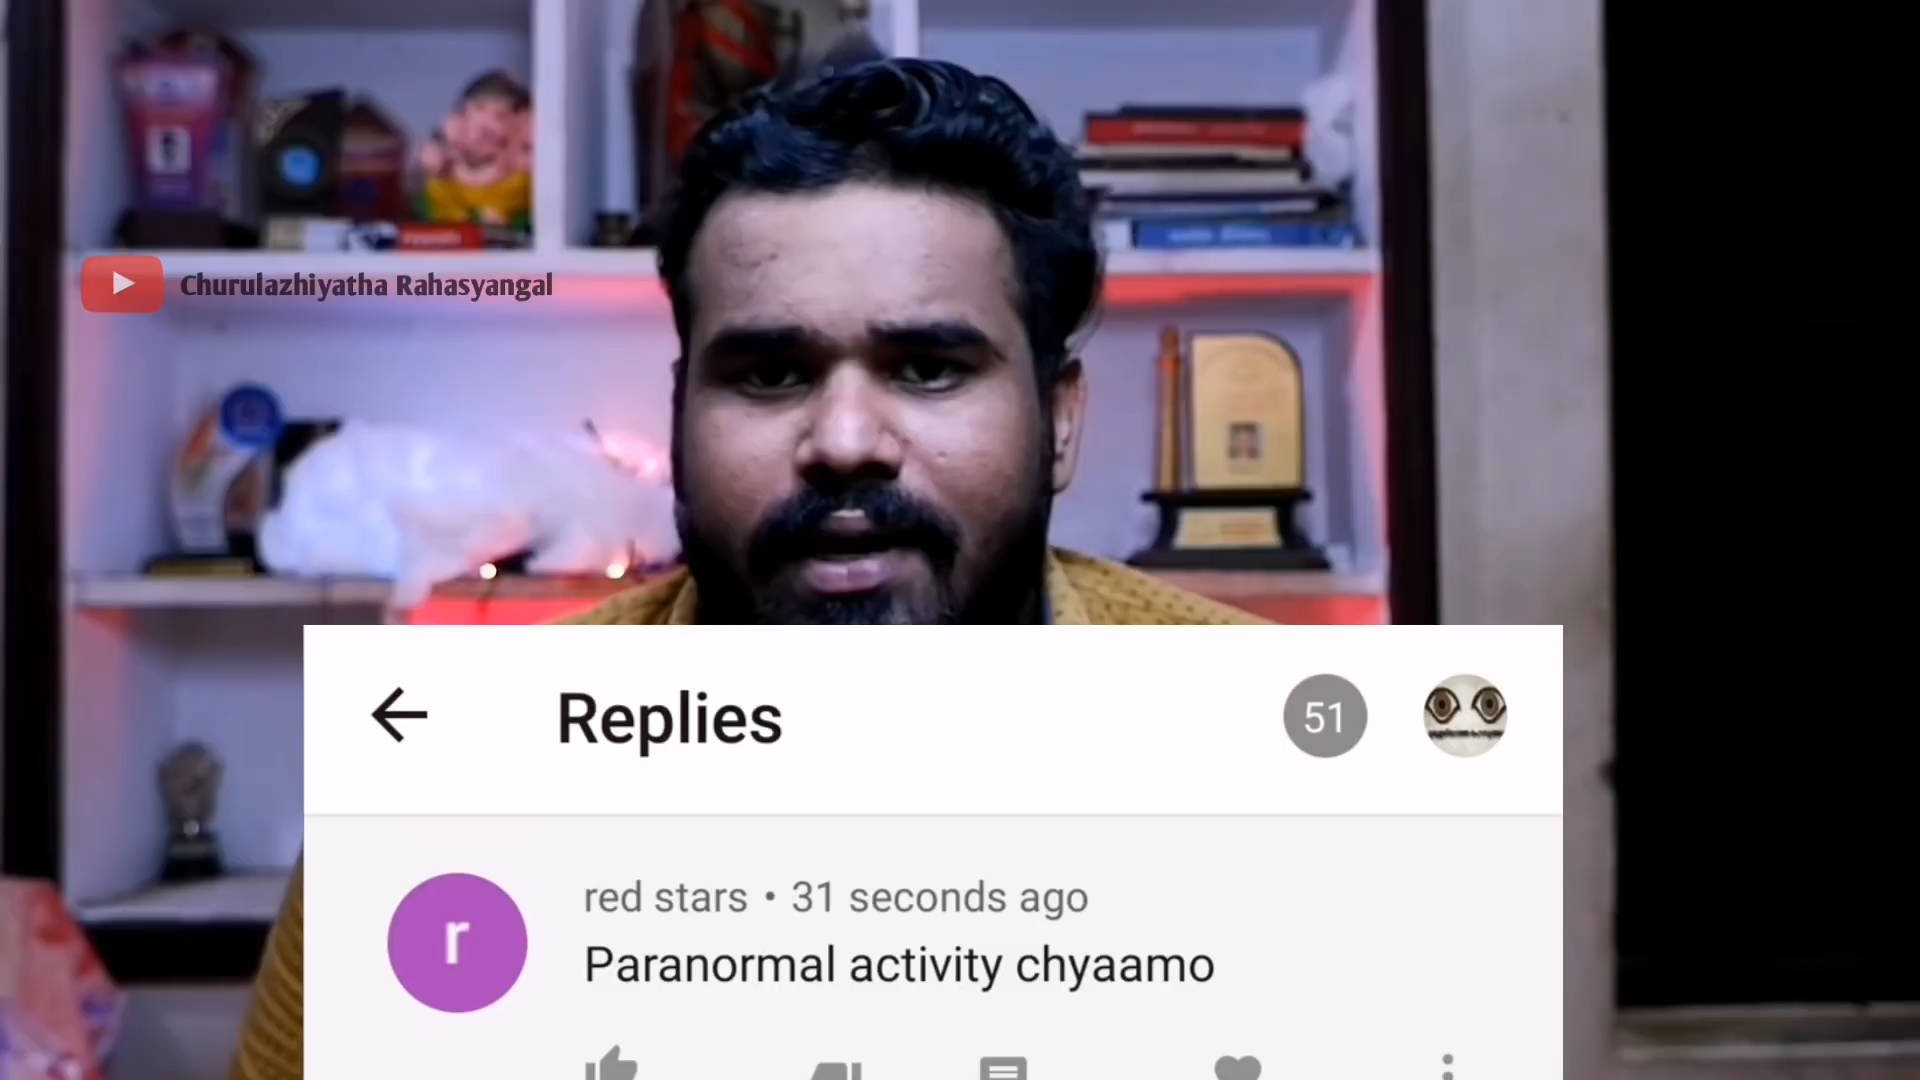 Churulazhiyatha Rahasyangal
Replies
51
red stars • 31 seconds ago
r
Paranormal activity chyaamo